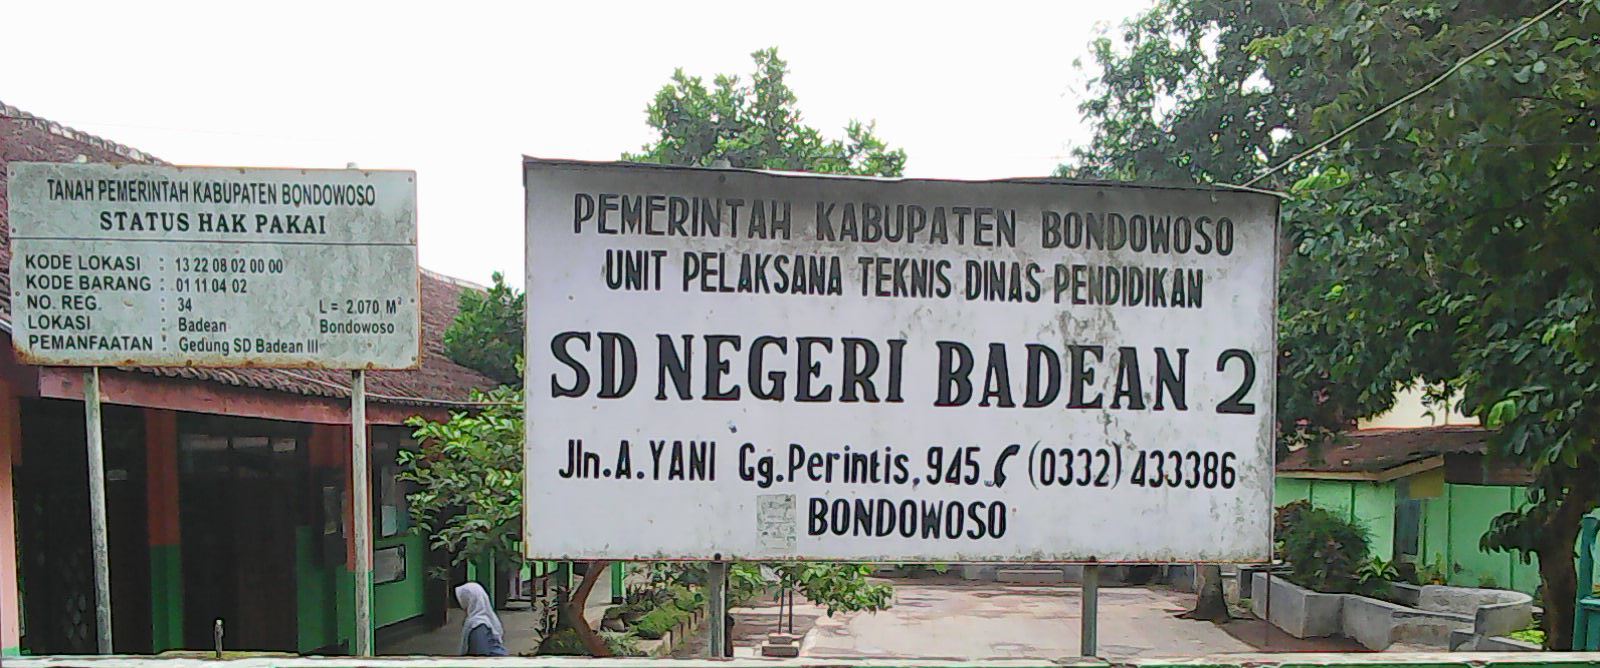 TANAH PEMERINTAH KABUPATEN BONDOWOSO
STATUS HAK PAKAI
KODE LOKASI : 13 22 08 02 00 00
KODE BARANG : 01 11 04 02
NO. REG. : 34 L = 2.070 M²
LOKASI : Badean Bondowoso
PEMANFAATAN : Gedung SD Badean III
PEMERINTAH KABUPATEN BONDOWOSO
UNIT PELAKSANA TEKNIS DINAS PENDIDIKAN
SD NEGERI BADEAN 2
Jln.A.YANI Gg.Perintis,945 ✆ (0332) 433386
BONDOWOSO